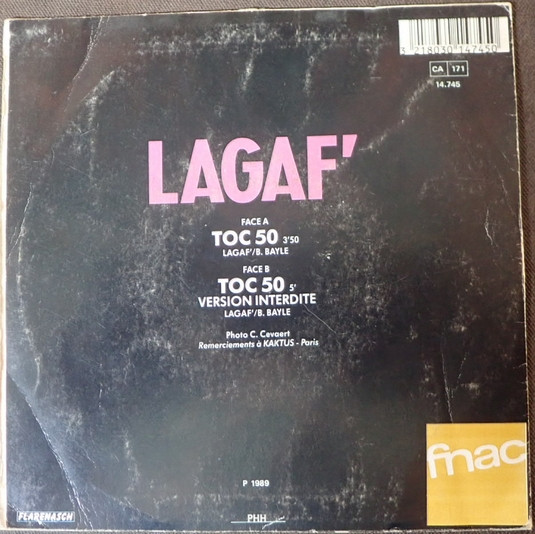 3 218030 147450
CA 171
14.745
LAGAF'
FACE A
TOC 50 3'50
LAGAF'/B. BAYLE
FACE B
TOC 50 5'
VERSION INTERDITE
LAGAF'/B. BAYLE
Photo C. Cevaert
Remerciements à KAKTUS - Paris
fnac
P 1989
FLARENASCH
PHH